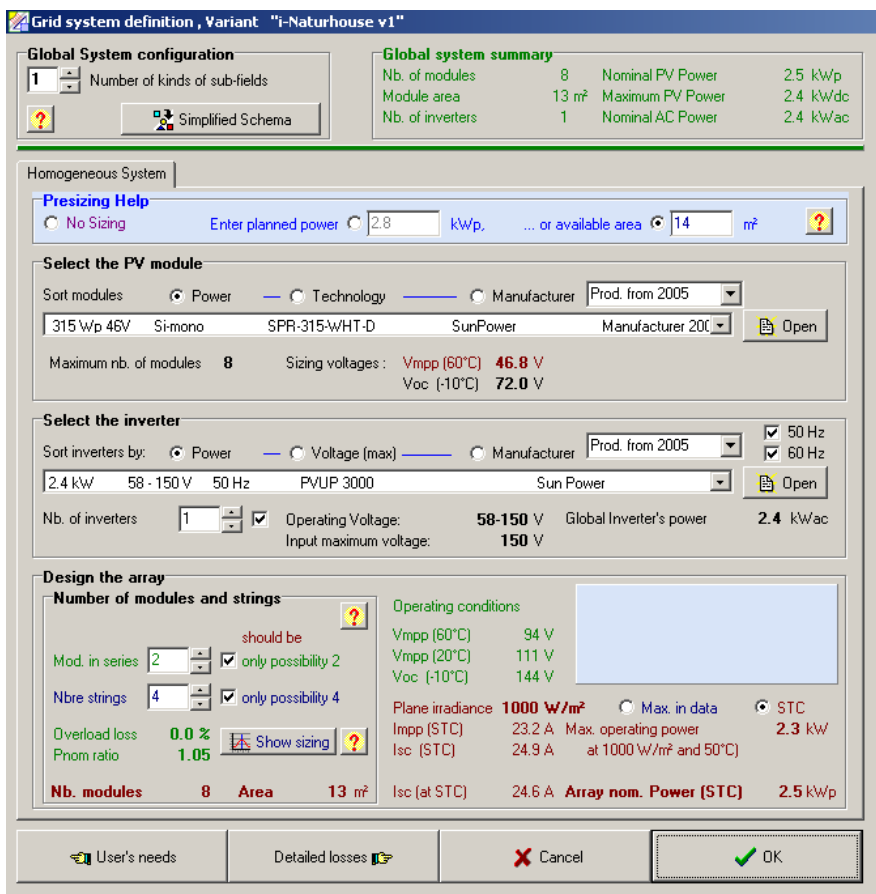 Grid system definition , Variant "i-Naturhouse v1"
Global System configuration
1 Number of kinds of sub-fields
? Simplified Schema
Global system summary
Nb. of modules 8 Nominal PV Power 2.5 kWp
Module area 13 m² Maximum PV Power 2.4 kWdc
Nb. of inverters 1 Nominal AC Power 2.4 kWac
Homogeneous System
Presizing Help
No Sizing Enter planned power 2.8 kWp, ... or available area 14 m² ?
Select the PV module
Sort modules Power Technology Manufacturer Prod. from 2005
315 Wp 46V Si-mono SPR-315-WHT-D SunPower Manufacturer 200 Open
Maximum nb. of modules 8 Sizing voltages : Vmpp (60°C) 46.8 V
Voc (-10°C) 72.0 V
Select the inverter
Sort inverters by: Power Voltage (max) Manufacturer Prod. from 2005 50 Hz
60 Hz
2.4 kW 58 - 150 V 50 Hz PVUP 3000 Sun Power Open
Nb. of inverters 1 Operating Voltage: 58-150 V Global Inverter's power 2.4 kWac
Input maximum voltage: 150 V
Design the array
Number of modules and strings
?
should be
Mod. in series 2 only possibility 2
Nbre strings 4 only possibility 4
Overload loss 0.0 %
Pnom ratio 1.05
Show sizing ?
Nb. modules 8 Area 13 m²
Operating conditions
Vmpp (60°C) 94 V
Vmpp (20°C) 111 V
Voc (-10°C) 144 V
Plane irradiance 1000 W/m² Max. in data STC
Impp (STC) 23.2 A Max. operating power 2.3 kW
Isc (STC) 24.9 A at 1000 W/m² and 50°C)
Isc (at STC) 24.6 A Array nom. Power (STC) 2.5 kWp
User's needs Detailed losses Cancel OK